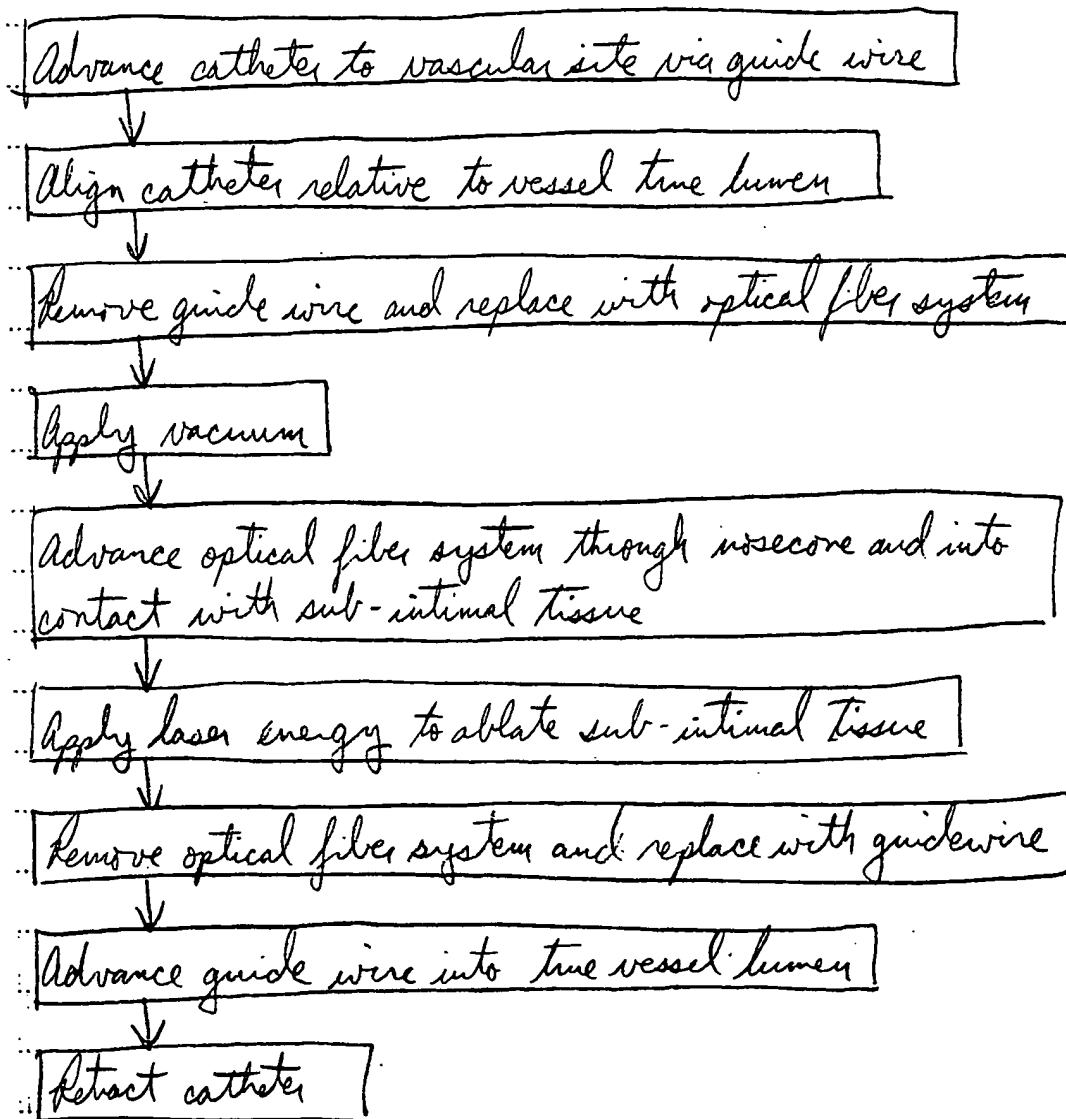 Advance catheter to vascular site via guide wire
Align catheter relative to vessel true lumen
Remove guide wire and replace with optical fiber system
Apply vacuum
Advance optical fiber system through nosecone and into
contact with sub-intimal tissue
Apply laser energy to ablate sub-intimal tissue
Remove optical fiber system and replace with guidewire
Advance guide wire into true vessel lumen
Retract catheter